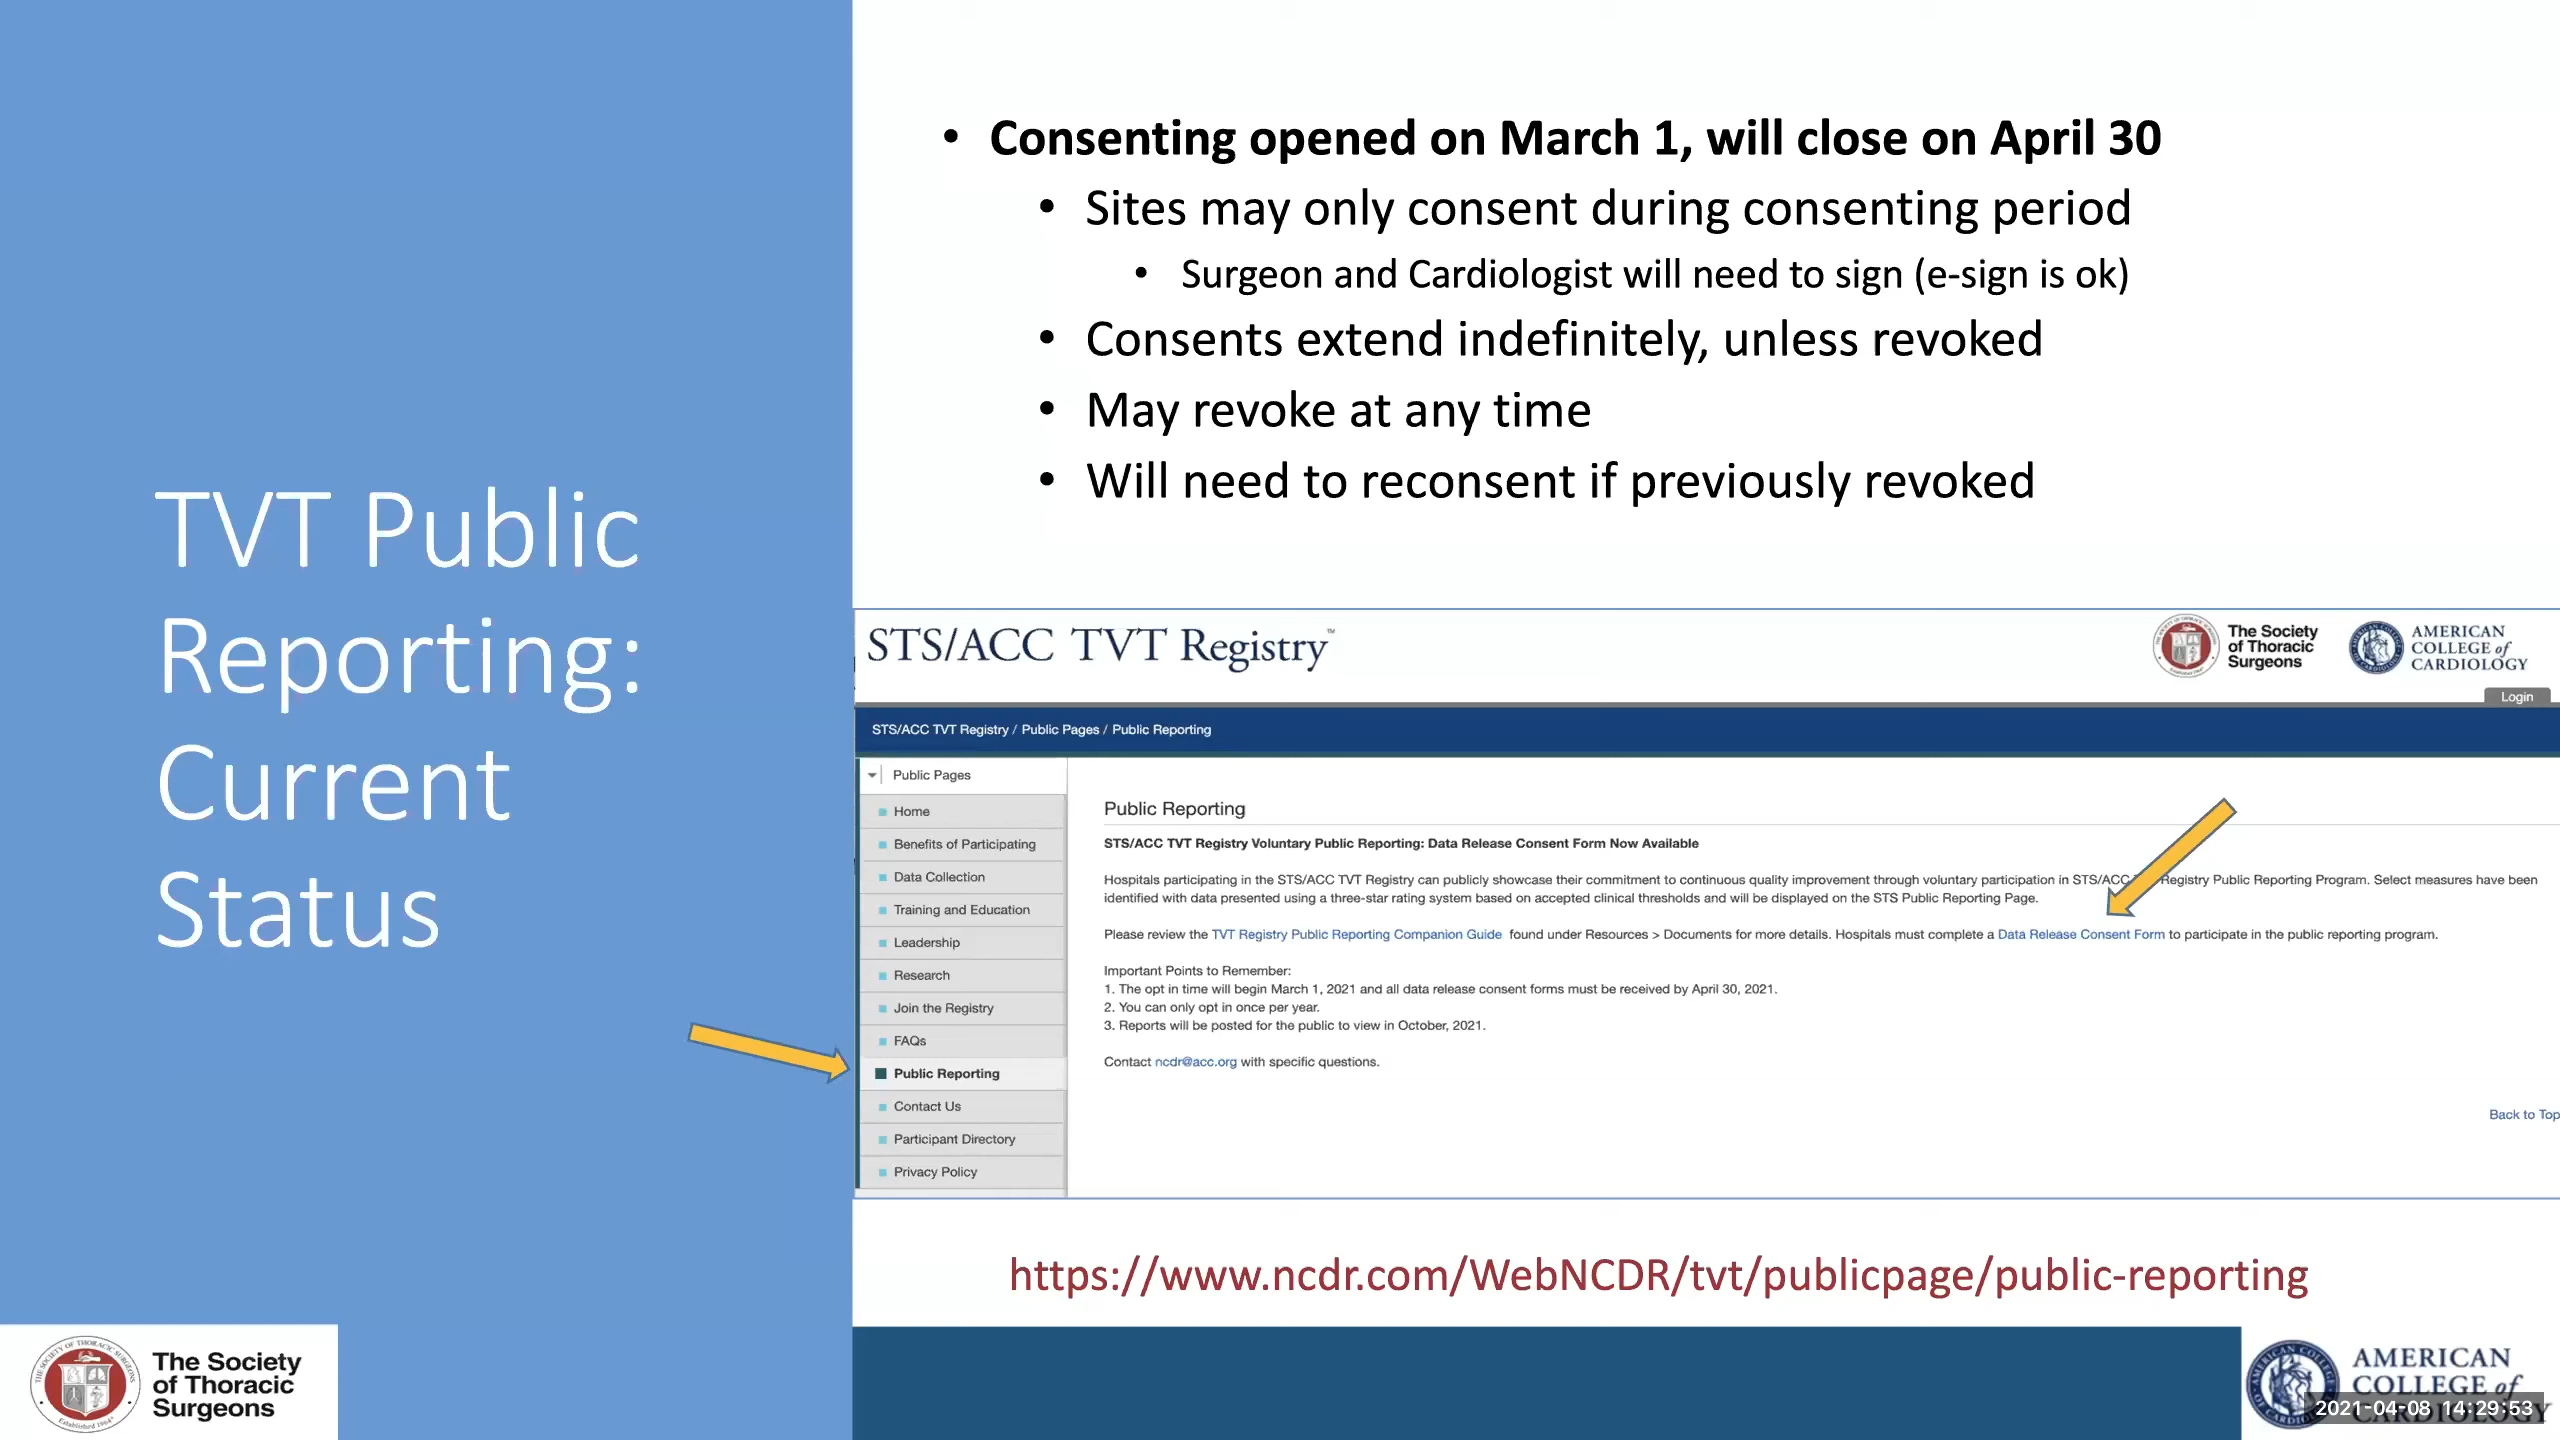 TVT Public
Reporting:
Current
Status
• Consenting opened on March 1, will close on April 30
• Sites may only consent during consenting period
• Surgeon and Cardiologist will need to sign (e-sign is ok)
• Consents extend indefinitely, unless revoked
• May revoke at any time
• Will need to reconsent if previously revoked
STS/ACC TVT Registry™
The Society
of Thoracic
Surgeons
AMERICAN
COLLEGE of
CARDIOLOGY
Login
STS/ACC TVT Registry / Public Pages / Public Reporting
Public Pages
Home
Benefits of Participating
Data Collection
Training and Education
Leadership
Research
Join the Registry
FAQs
Public Reporting
Contact Us
Participant Directory
Privacy Policy
Public Reporting
STS/ACC TVT Registry Voluntary Public Reporting: Data Release Consent Form Now Available
Hospitals participating in the STS/ACC TVT Registry can publicly showcase their commitment to continuous quality improvement through voluntary participation in STS/ACC Registry Public Reporting Program. Select measures have been
identified with data presented using a three-star rating system based on accepted clinical thresholds and will be displayed on the STS Public Reporting Page.
Please review the TVT Registry Public Reporting Companion Guide found under Resources > Documents for more details. Hospitals must complete a Data Release Consent Form to participate in the public reporting program.
Important Points to Remember:
1. The opt in time will begin March 1, 2021 and all data release consent forms must be received by April 30, 2021.
2. You can only opt in once per year.
3. Reports will be posted for the public to view in October, 2021.
Contact ncdr@acc.org with specific questions.
Back to Top
https://www.ncdr.com/WebNCDR/tvt/publicpage/public-reporting
The Society
of Thoracic
Surgeons
AMERICAN
COLLEGE of
CARDIOLOGY
2021-04-08 14:29:53